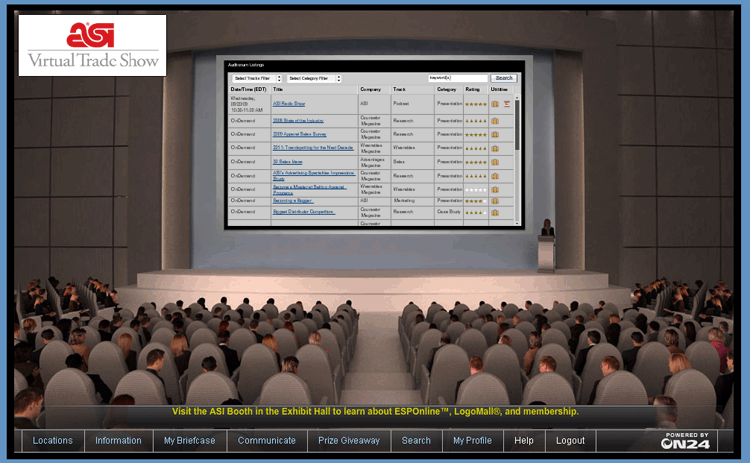 asi
Virtual Trade Show
Auditorium Listings
Select Tracks Filter Select Category Filter keyword(s) Search
Date/Time (EDT) Title Company Track Category Rating Utilities
Wednesday, 10:30-11:00 AM ASI Radio Show ASI Podcast Presentation
OnDemand 2009 State of the Industry Counselor Magazine Research Presentation
OnDemand 2009 Apparel Sales Survey Counselor Magazine Research Presentation
OnDemand 2011: Trendspotting for the Next Decade Wearables Magazine Wearables Presentation
OnDemand Sales Ideas Advantages Magazine Sales Presentation
OnDemand ASI's Advertising Specialties Impressions Study Counselor Magazine Research Presentation
OnDemand Become a Master at Selling Apparel Programs Wearables Magazine Wearables Presentation
OnDemand Becoming a Blogger ASI Marketing Presentation
OnDemand Biggest Distributor Competition Counselor Magazine Research Case Study
Counselor
Visit the ASI Booth in the Exhibit Hall to learn about ESPOnline™, LogoMall®, and membership.
Locations Information My Briefcase Communicate Prize Giveaway Search My Profile Help Logout
POWERED BY
ON24